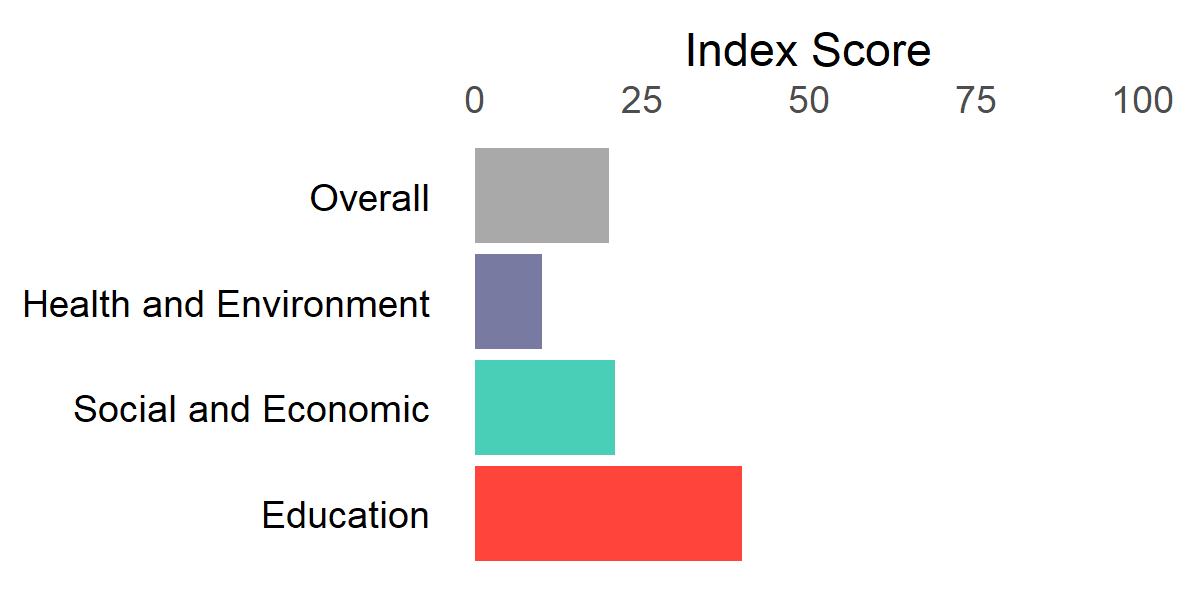 Index Score
0 25 50 75 100
Overall
Health and Environment
Social and Economic
Education